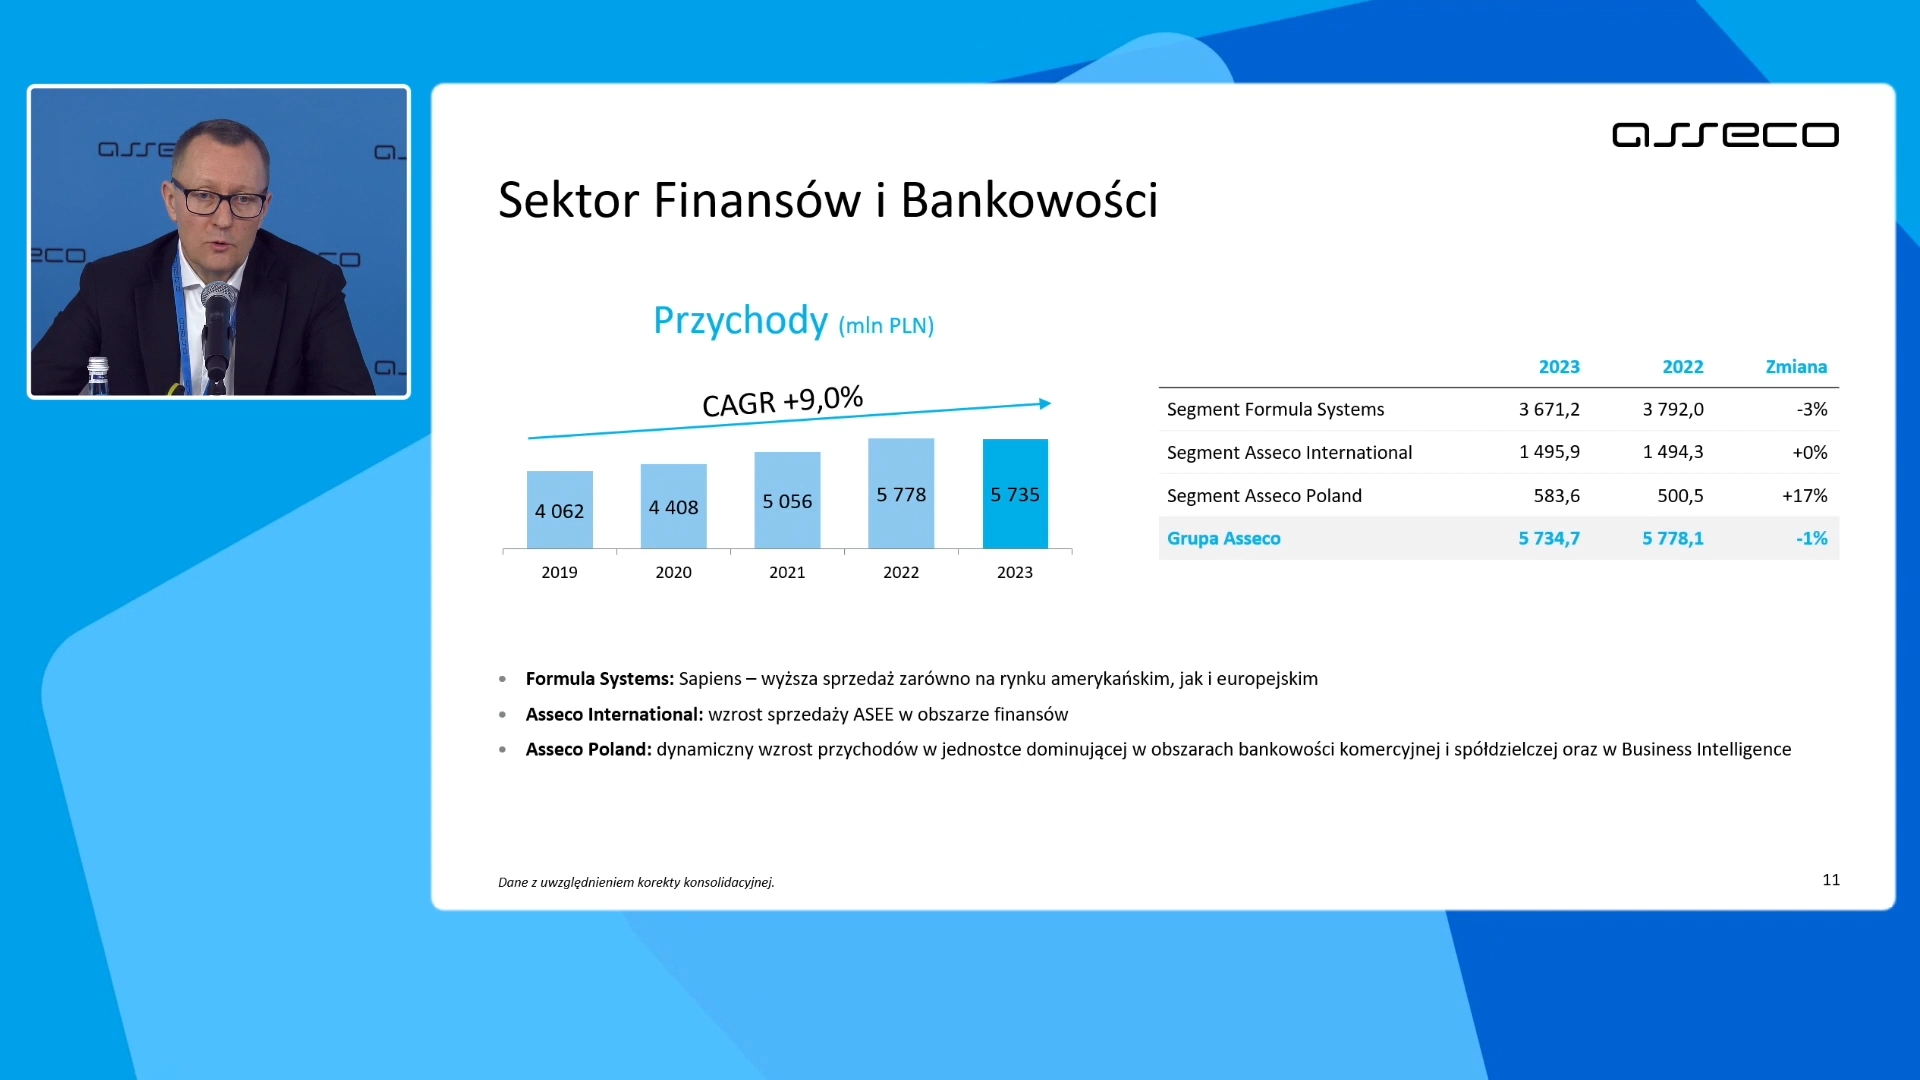 asseco
Sektor Finansów i Bankowości
Przychody (mln PLN)
CAGR +9,0%
4 062
4 408
5 056
5 778
5 735
2019
2020
2021
2022
2023
2023 2022 Zmiana
Segment Formula Systems 3 671,2 3 792,0 -3%
Segment Asseco International 1 495,9 1 494,3 +0%
Segment Asseco Poland 583,6 500,5 +17%
Grupa Asseco 5 734,7 5 778,1 -1%
• Formula Systems: Sapiens – wyższa sprzedaż zarówno na rynku amerykańskim, jak i europejskim
• Asseco International: wzrost sprzedaży ASEE w obszarze finansów
• Asseco Poland: dynamiczny wzrost przychodów w jednostce dominującej w obszarach bankowości komercyjnej i spółdzielczej oraz w Business Intelligence
Dane z uwzględnieniem korekty konsolidacyjnej.
11